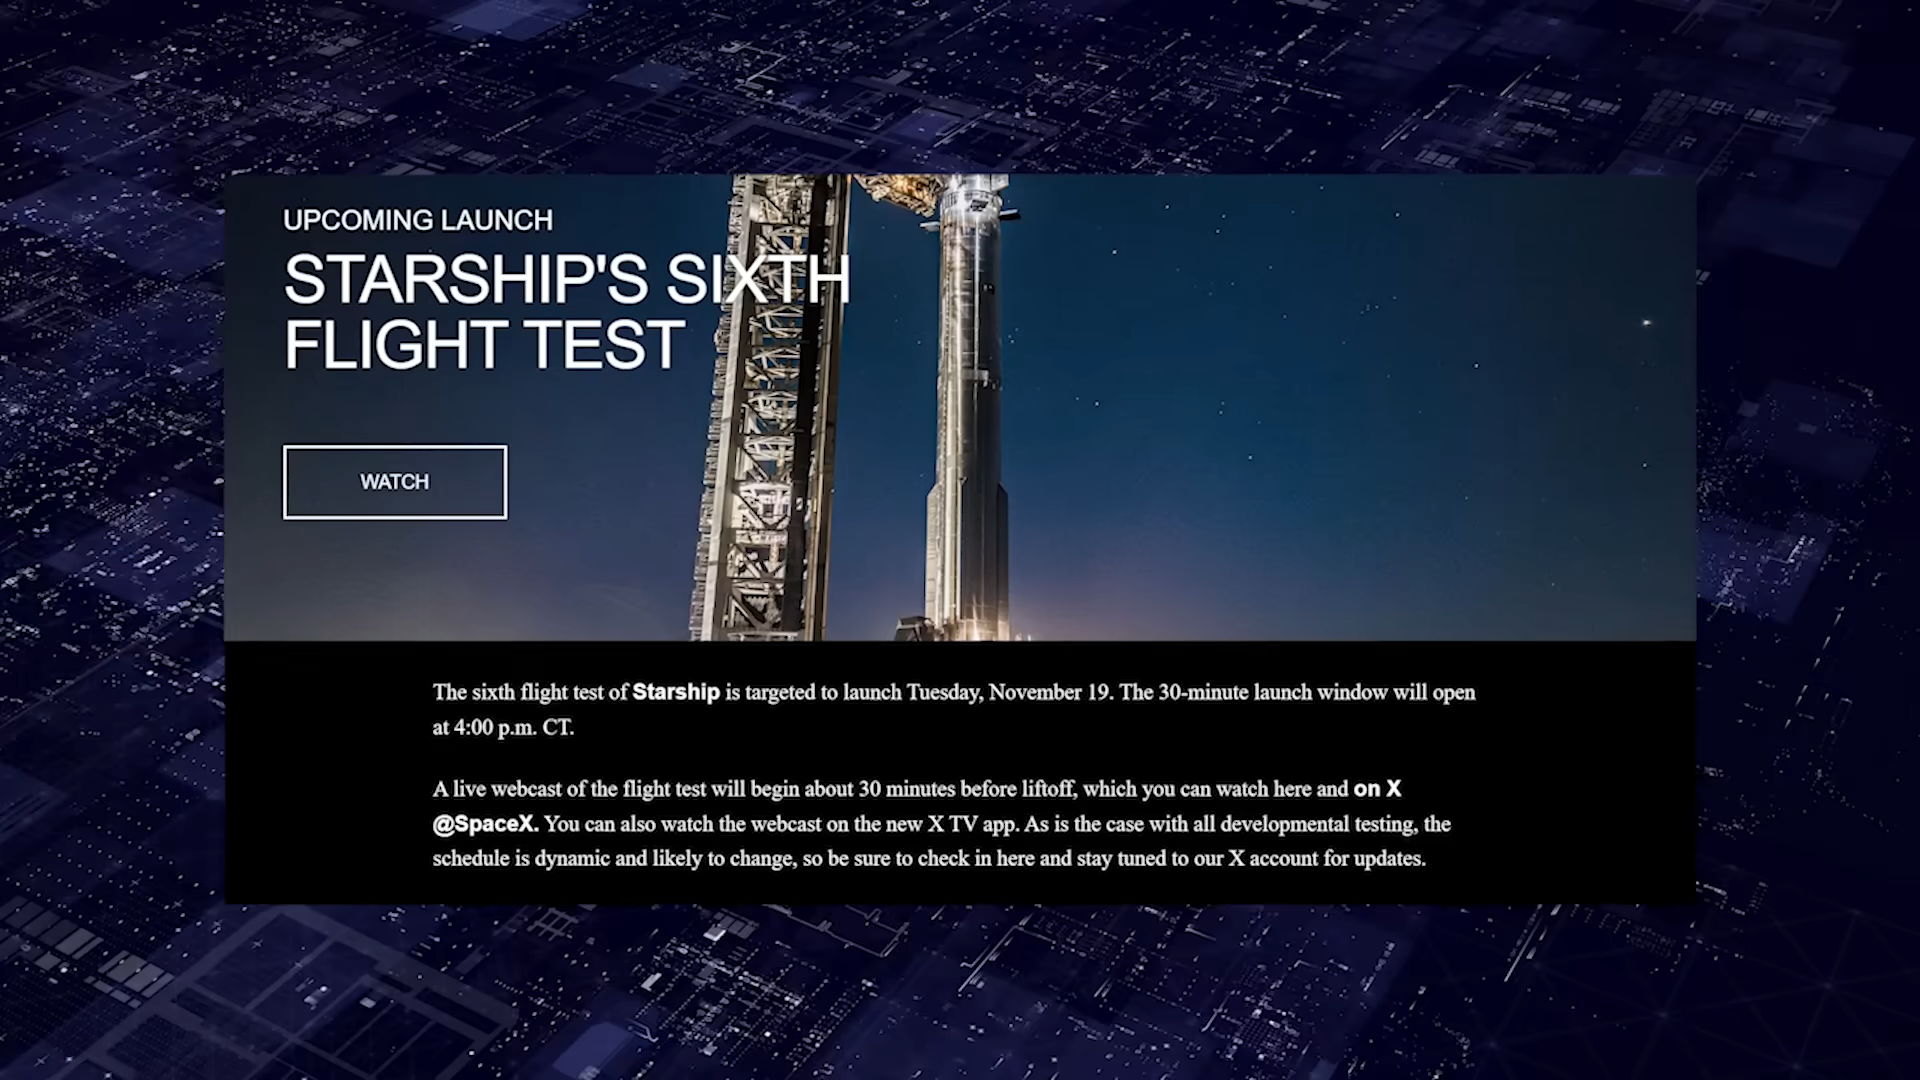 UPCOMING LAUNCH
STARSHIP'S SIXTH
FLIGHT TEST
WATCH
The sixth flight test of Starship is targeted to launch Tuesday, November 19. The 30-minute launch window will open
at 4:00 p.m. CT.
A live webcast of the flight test will begin about 30 minutes before liftoff, which you can watch here and on X
@SpaceX. You can also watch the webcast on the new X TV app. As is the case with all developmental testing, the
schedule is dynamic and likely to change, so be sure to check in here and stay tuned to our X account for updates.